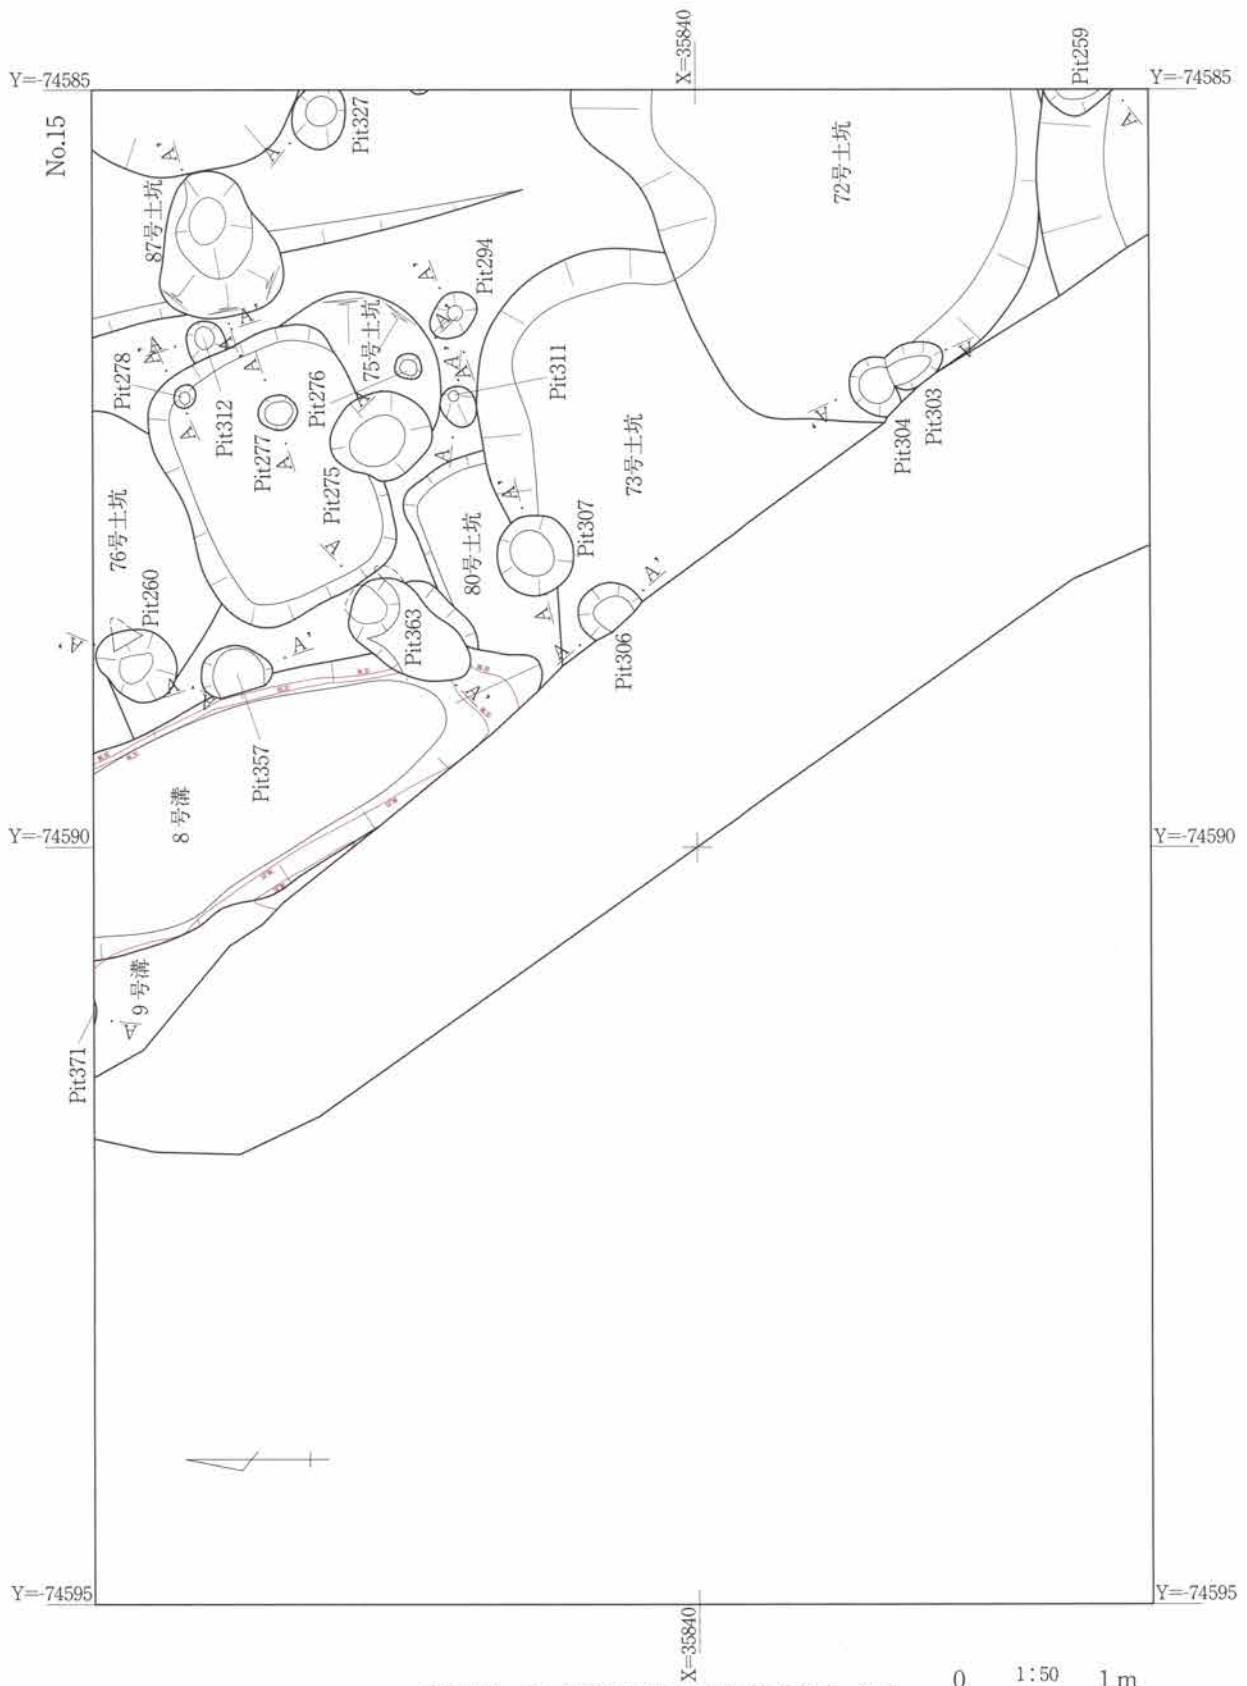 X=35840
Pit259
Y=-74585
Y=-74585
No.15
Pit327
72号土坑
A'
A
A
87号土坑
Pit294
A'
75号土坑
A'
A'
Pit278
Pit312
Pit276
Pit311
A
A
Pit277
A
Pit275
A
A'
Pit304
Pit303
73号土坑
76号土坑
80号土坑
A'
Pit307
Pit260
A
A'
A'
Pit363
A
A
Pit306
A'
A
A'
Pit357
8号溝
Y=-74590
Y=-74590
9号溝
A
Pit371
Y=-74595
Y=-74595
X=35840
0 1:50 1m